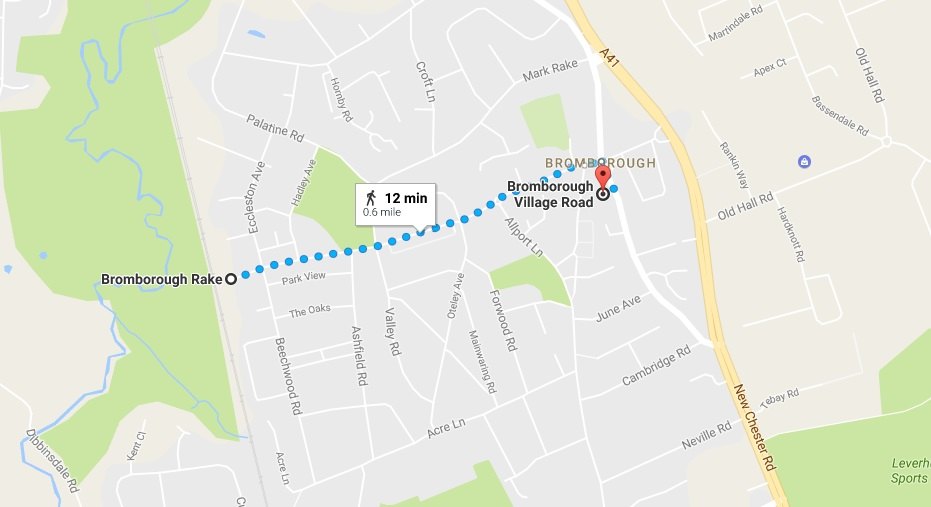 Martindale Rd
A41
Mark Rake
Croft Ln
Apex Ct
Old Hall Rd
Hornby Rd
Bassendale Rd
Palatine Rd
BROMBOROUGH
Rankin Way
Hadley Ave
Eccleston Ave
12 min
0.6 mile
Bromborough
Village Road
Old Hall Rd
Hardknott Rd
Allport Ln
Bromborough Rake
Park View
Oteley Ave
The Oaks
Forwood Rd
June Ave
Valley Rd
Ashfield Rd
Mainwaring Rd
Beechwood Rd
Cambridge Rd
New Chester Rd
Tebay Rd
Acre Ln
Neville Rd
Dibbinsdale Rd
Kent Cl
Acre Ln
Leverh
Sports
C